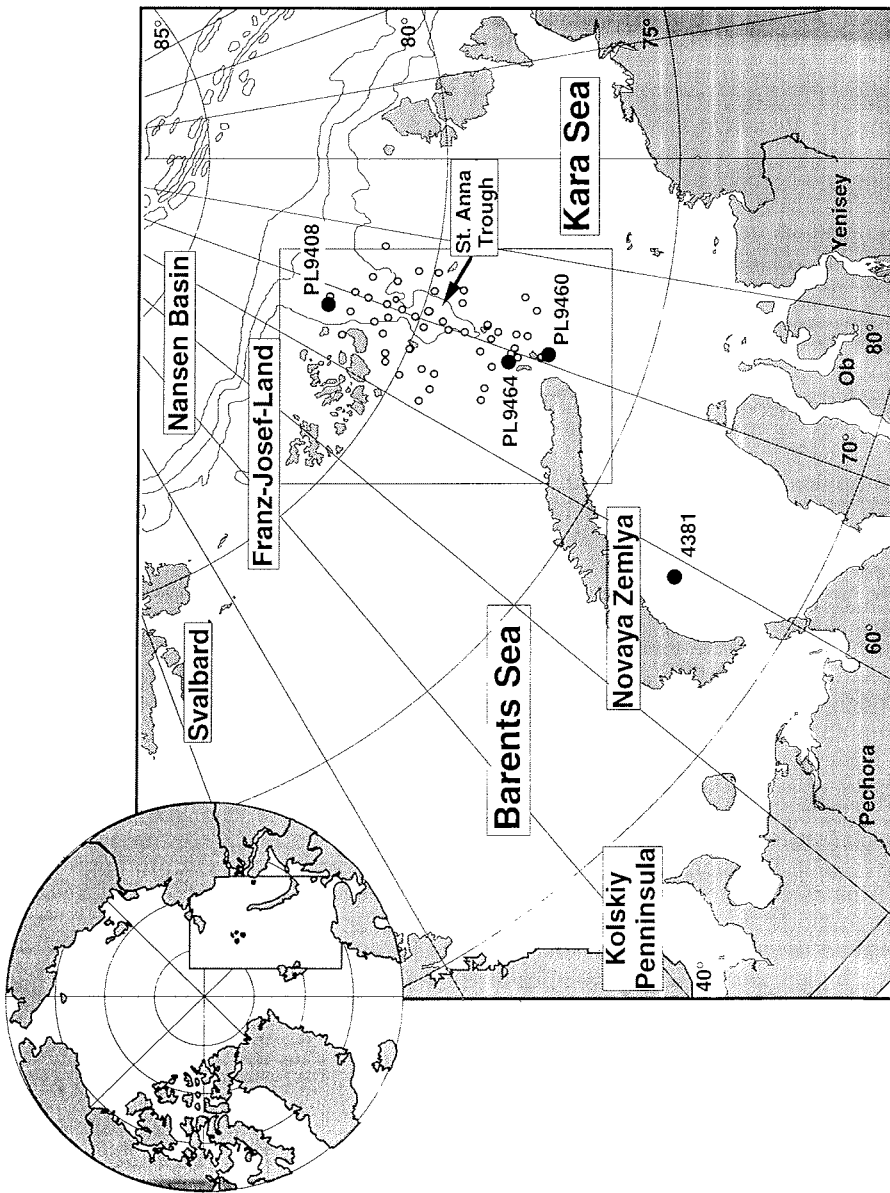 85°
80°
75°
Nansen Basin
PL9408
St. Anna
Trough
Kara Sea
Franz-Josef-Land
PL9464
PL9460
Yenisey
80°
Ob
70°
Svalbard
Barents Sea
Novaya Zemlya
4381
60°
Pechora
Kolskiy
Penninsula
40°